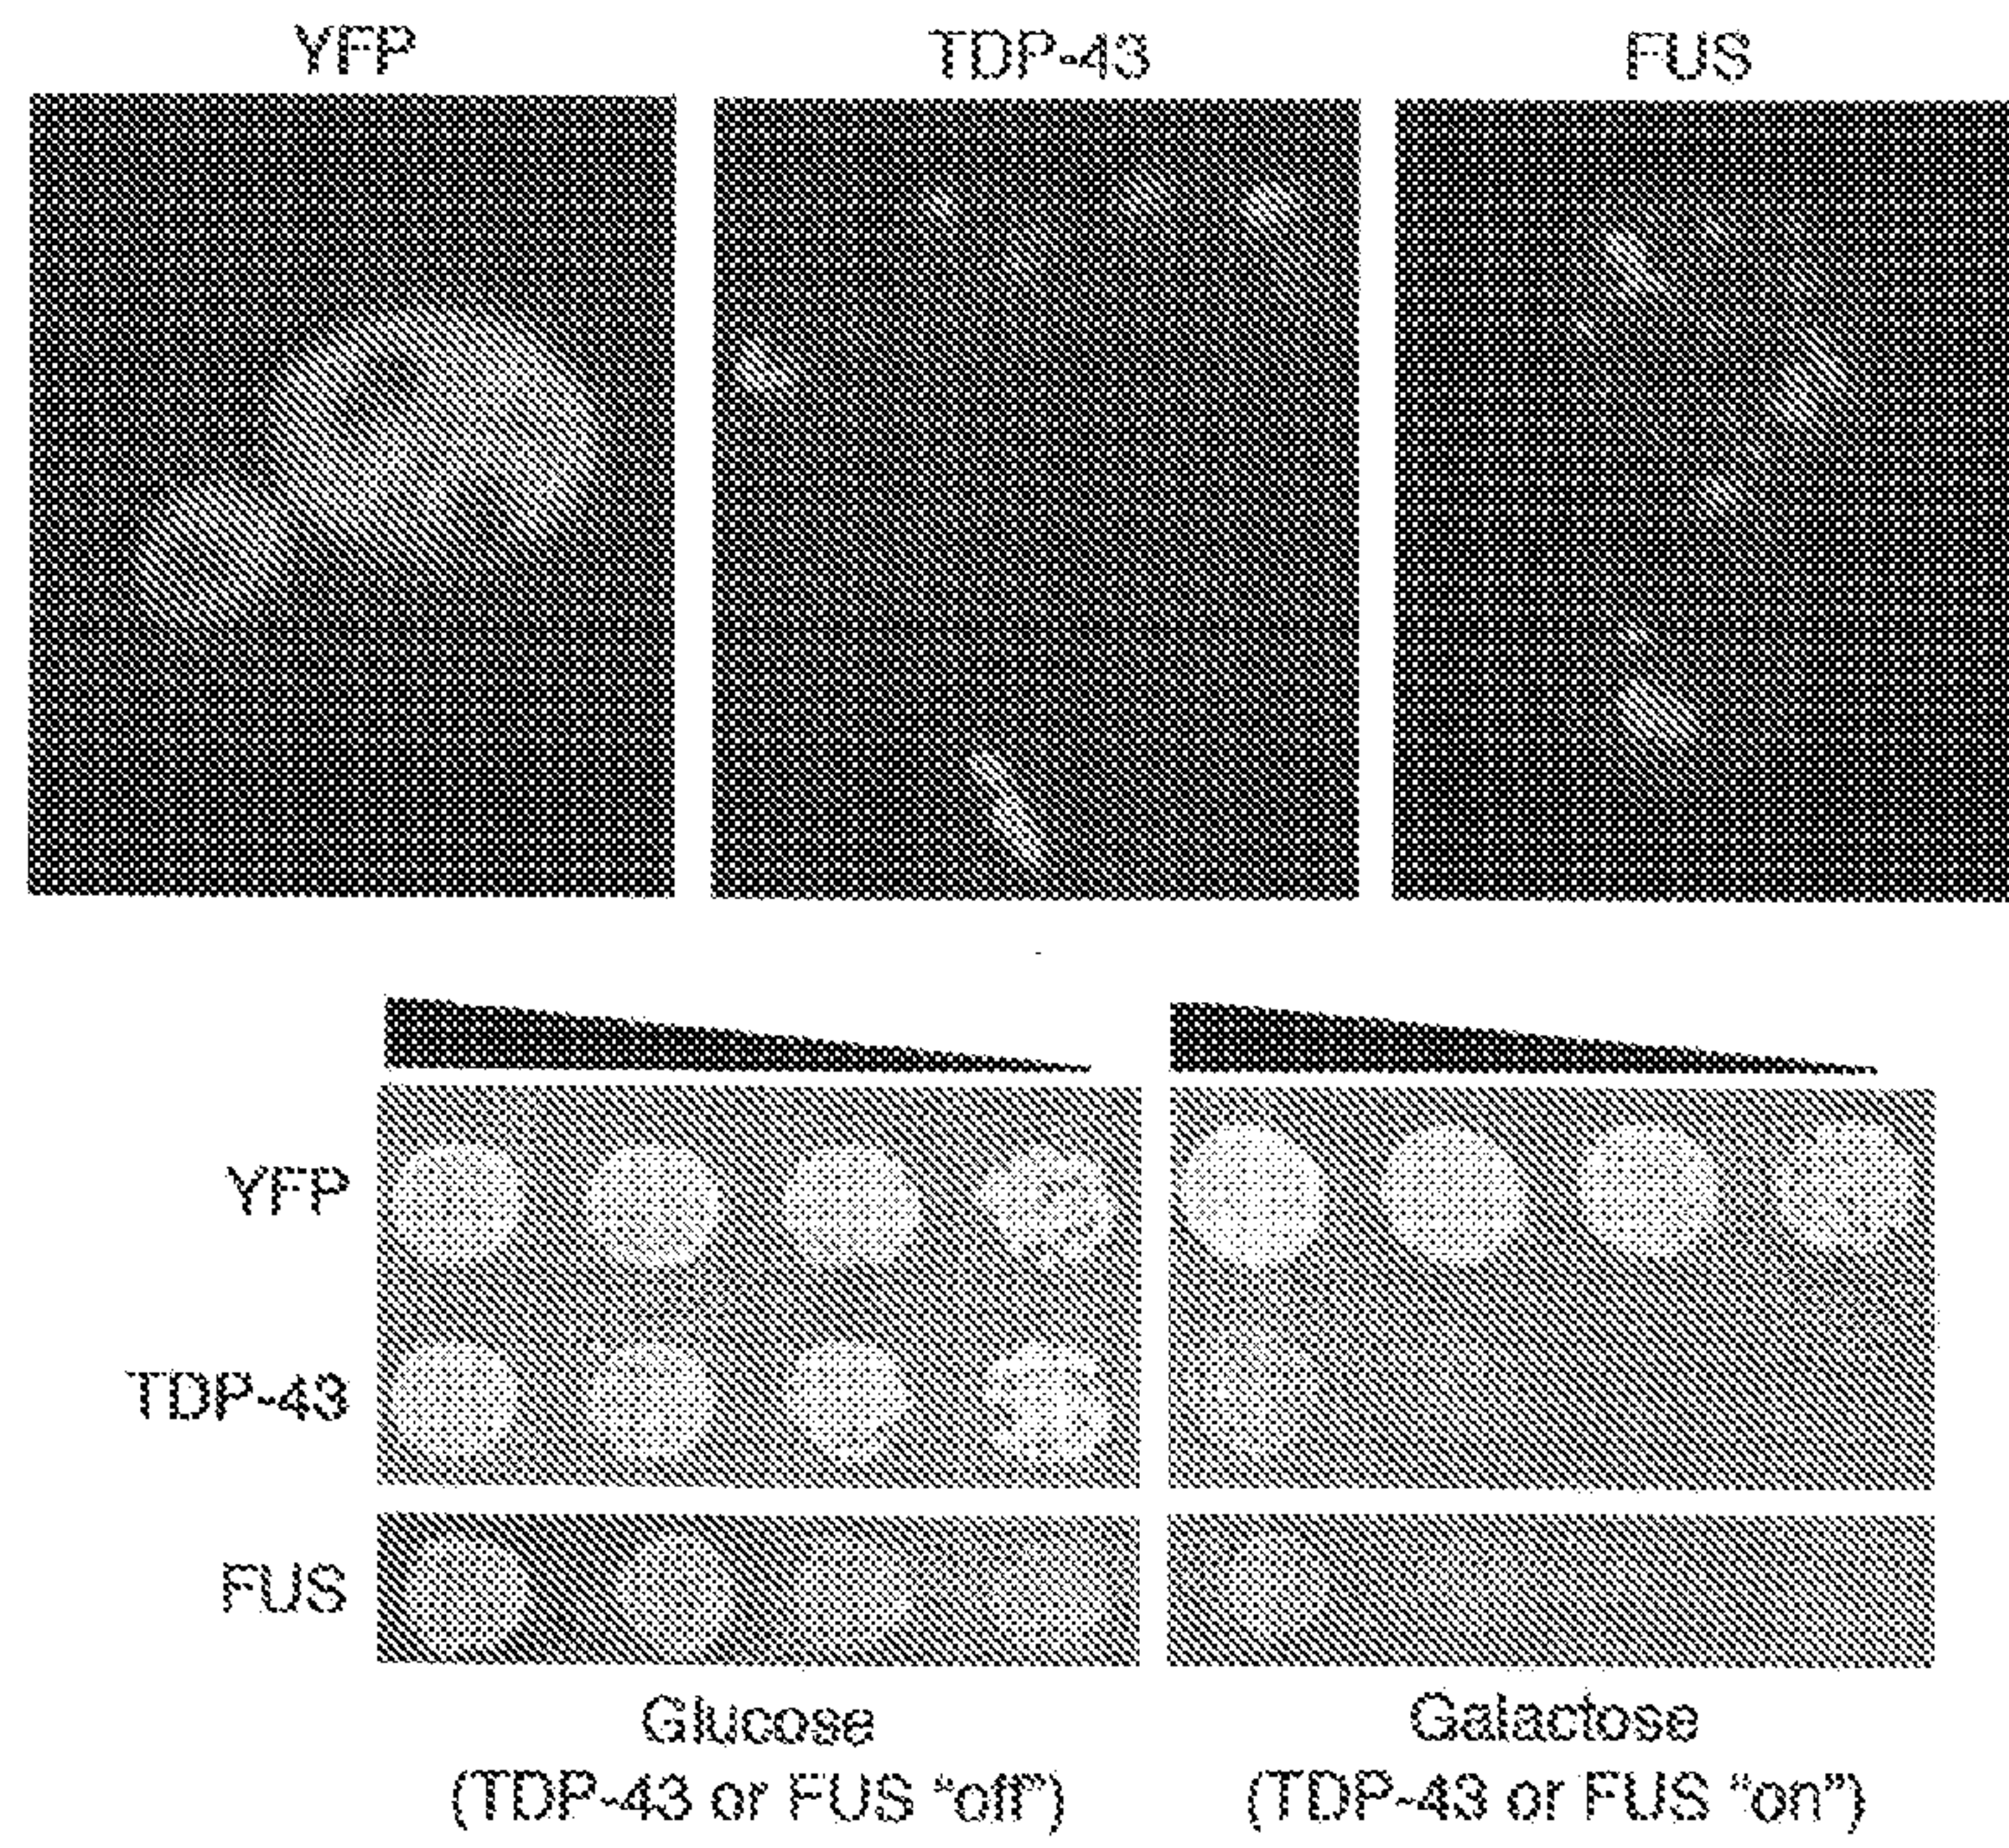 YFP TDP-43 FUS
YFP
TDP-43
FUS
Glucose Galactose
(TDP-43 or FUS "off") (TDP-43 or FUS "on")